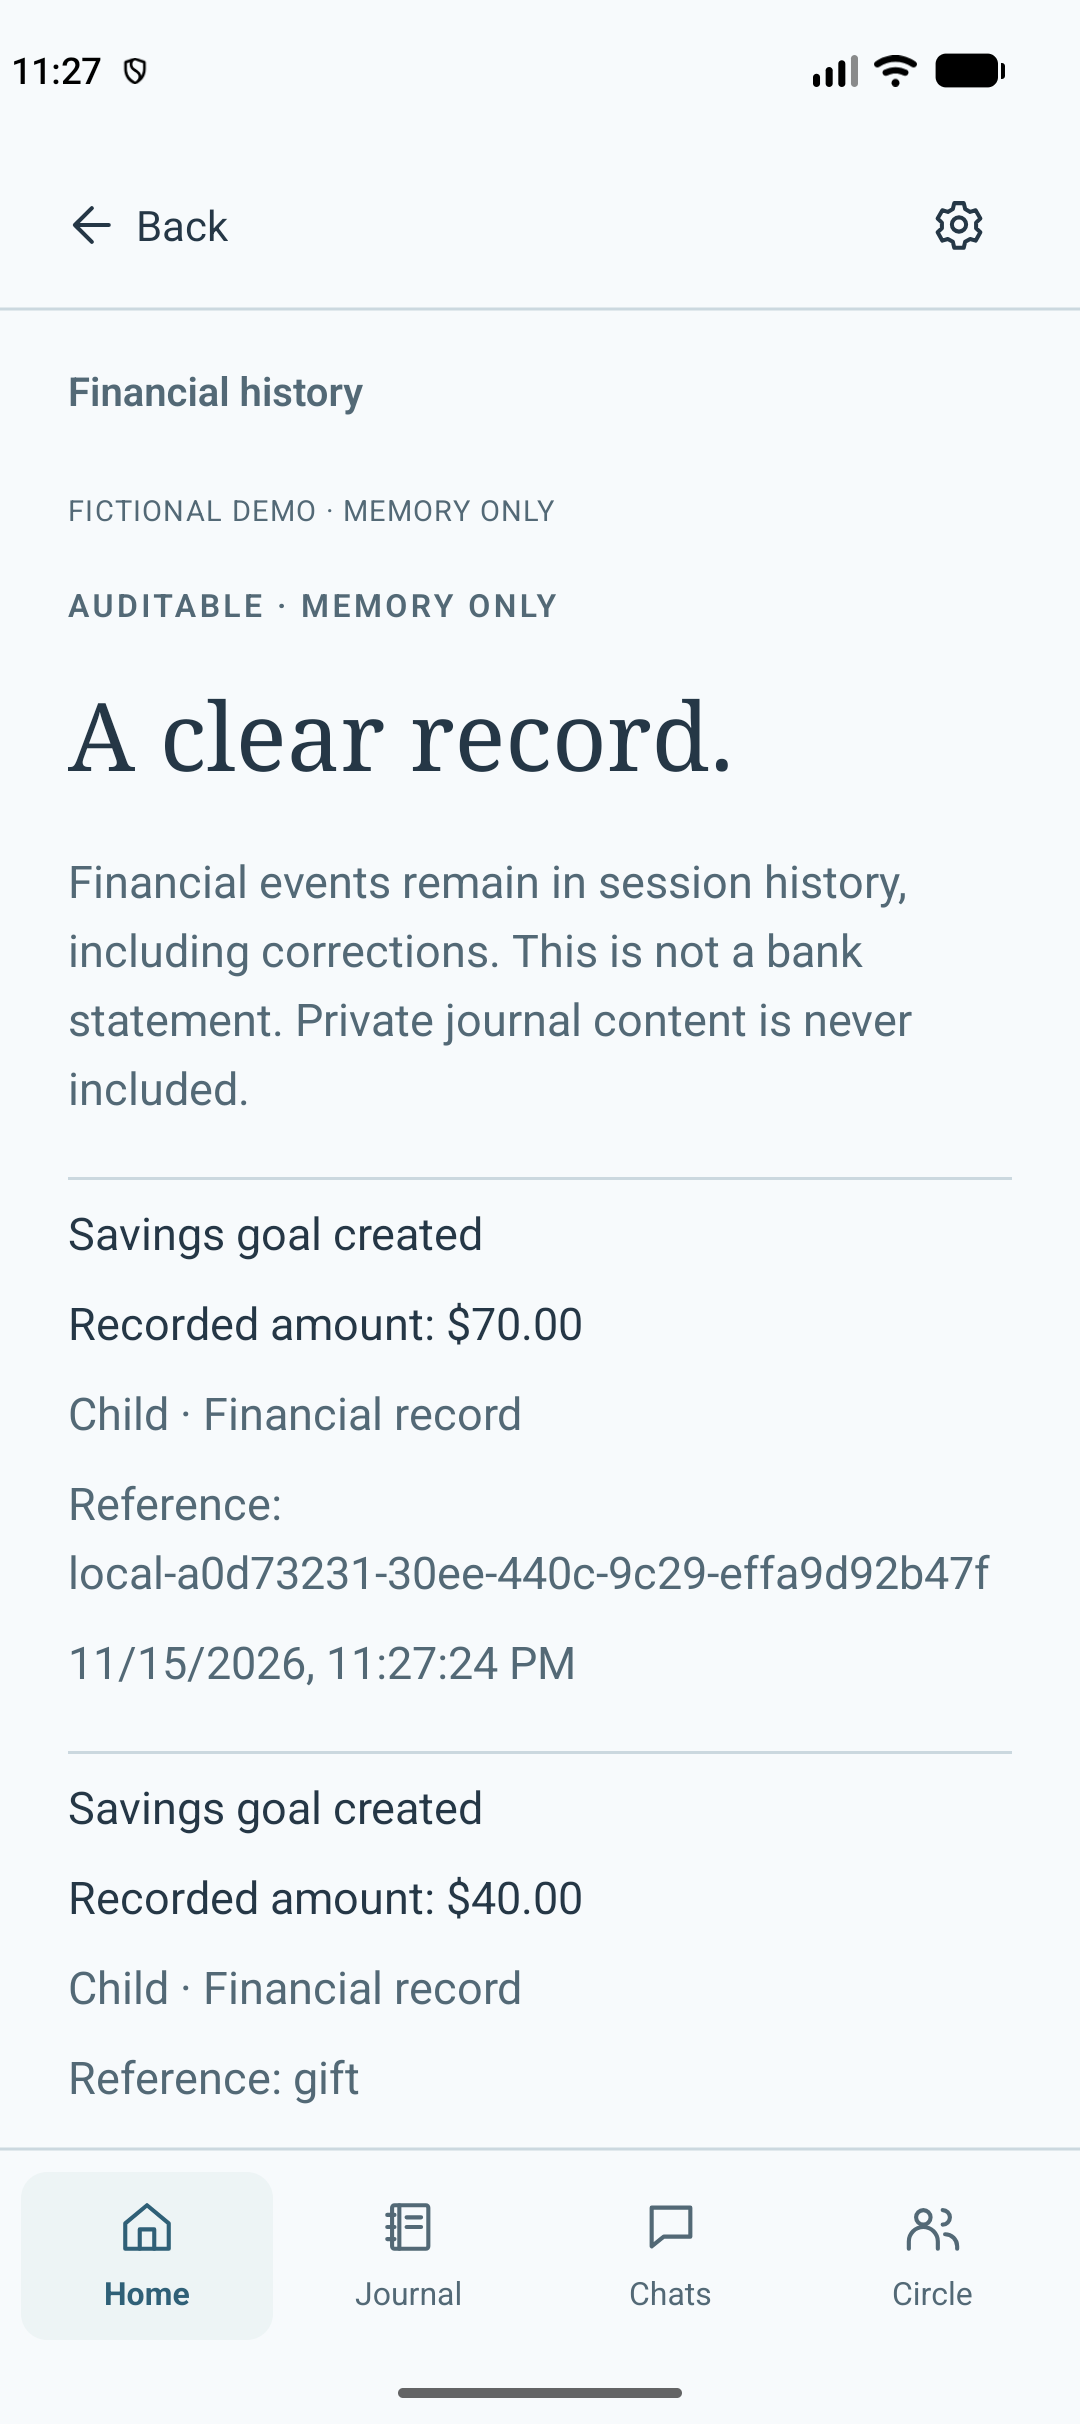 11:27
Back
Financial history
FICTIONAL DEMO · MEMORY ONLY
AUDITABLE · MEMORY ONLY
A clear record.
Financial events remain in session history,
including corrections. This is not a bank
statement. Private journal content is never
included.
Savings goal created
Recorded amount: $70.00
Child · Financial record
Reference:
local-a0d73231-30ee-440c-9c29-effa9d92b47f
11/15/2026, 11:27:24 PM
Savings goal created
Recorded amount: $40.00
Child · Financial record
Reference: gift
Home
Journal
Chats
Circle